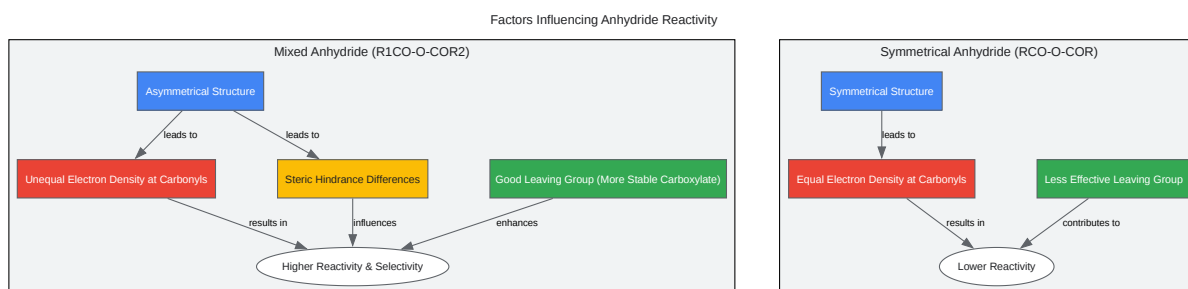 Factors Influencing Anhydride Reactivity
Mixed Anhydride (R1CO-O-COR2)
Asymmetrical Structure
leads to
leads to
Unequal Electron Density at Carbonyls
Steric Hindrance Differences
Good Leaving Group (More Stable Carboxylate)
results in
influences
enhances
Higher Reactivity & Selectivity
Symmetrical Anhydride (RCO-O-COR)
Symmetrical Structure
leads to
Equal Electron Density at Carbonyls
Less Effective Leaving Group
results in
contributes to
Lower Reactivity